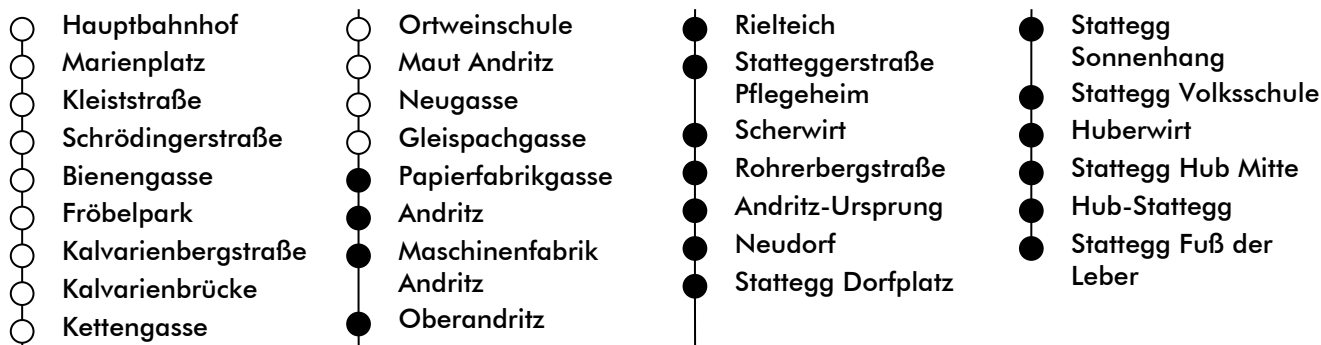 Hauptbahnhof
Marienplatz
Kleiststraße
Schrödingerstraße
Bienengasse
Fröbelpark
Kalvarienbergstraße
Kalvarienbrücke
Kettengasse
Ortweinschule
Maut Andritz
Neugasse
Gleispachgasse
Papierfabrikgasse
Andritz
Maschinenfabrik
Andritz
Oberandritz
Rielteich
Statteggerstraße
Pflegeheim
Scherwirt
Rohrerbergstraße
Andritz-Ursprung
Neudorf
Stattegg Dorfplatz
Stattegg
Sonnenhang
Stattegg Volksschule
Huberwirt
Stattegg Hub Mitte
Hub-Stattegg
Stattegg Fuß der
Leber